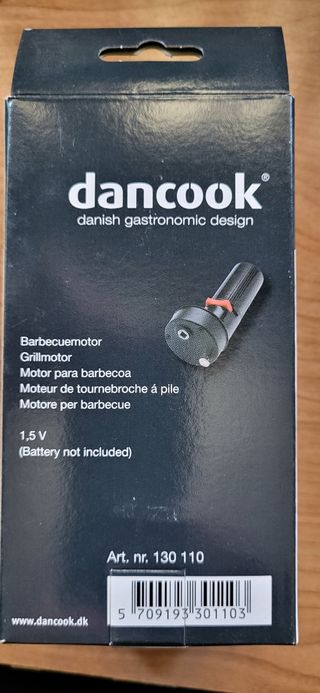 dancook®
danish gastronomic design
Barbecuemotor
Grillmotor
Motor para barbecoa
Moteur de tournebroche á pile
Motore per barbecue
1,5 V
(Battery not included)
Art. nr. 130 110
5 709193 301103
www.dancook.dk